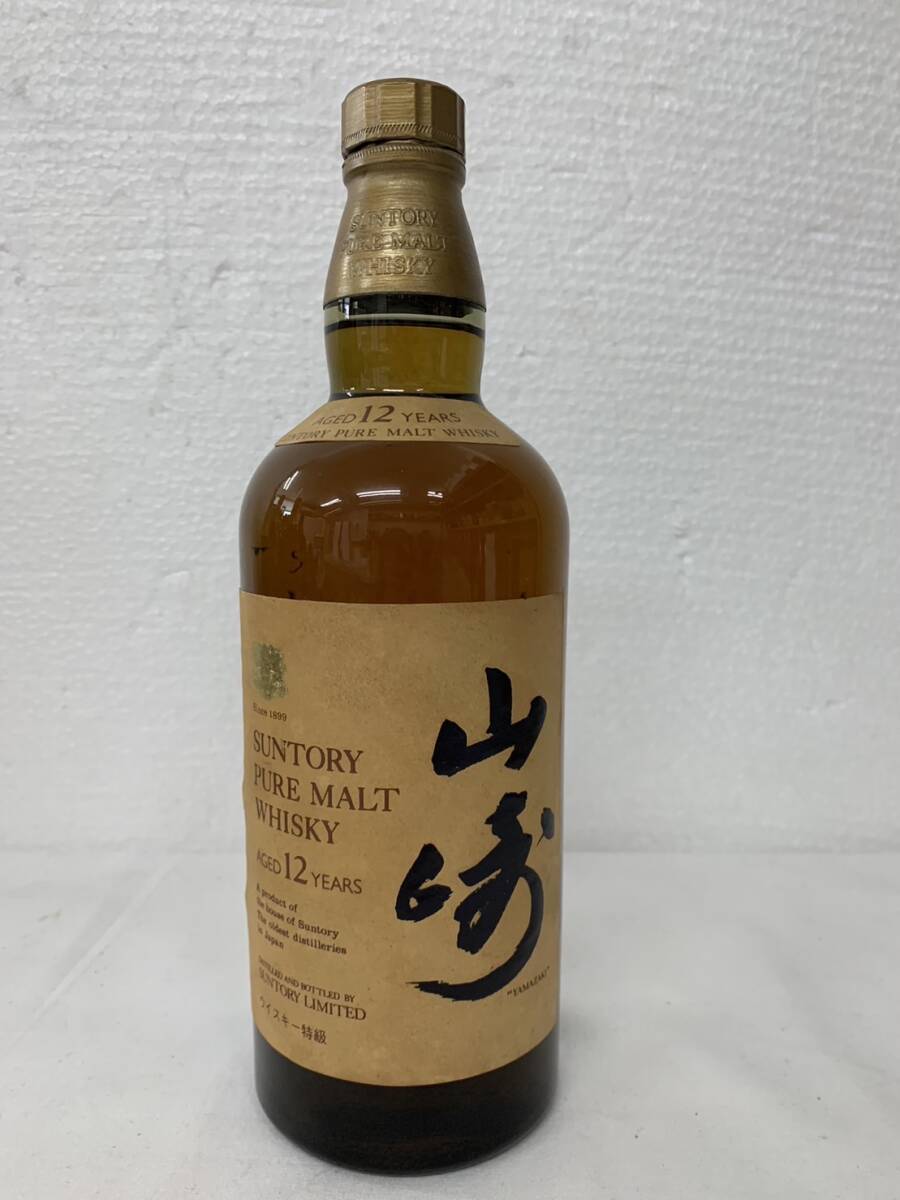 SUNTORY
PURE MALT
WHISKY
AGED 12 YEARS
SUNTORY PURE MALT WHISKY
Since 1899
SUNTORY
PURE MALT
WHISKY
AGED 12 YEARS
A product of
the house of Suntory
The oldest distilleries
in Japan
DISTILLED AND BOTTLED BY
SUNTORY LIMITED
ウイスキー特級
山崎
"YAMAZAKI"